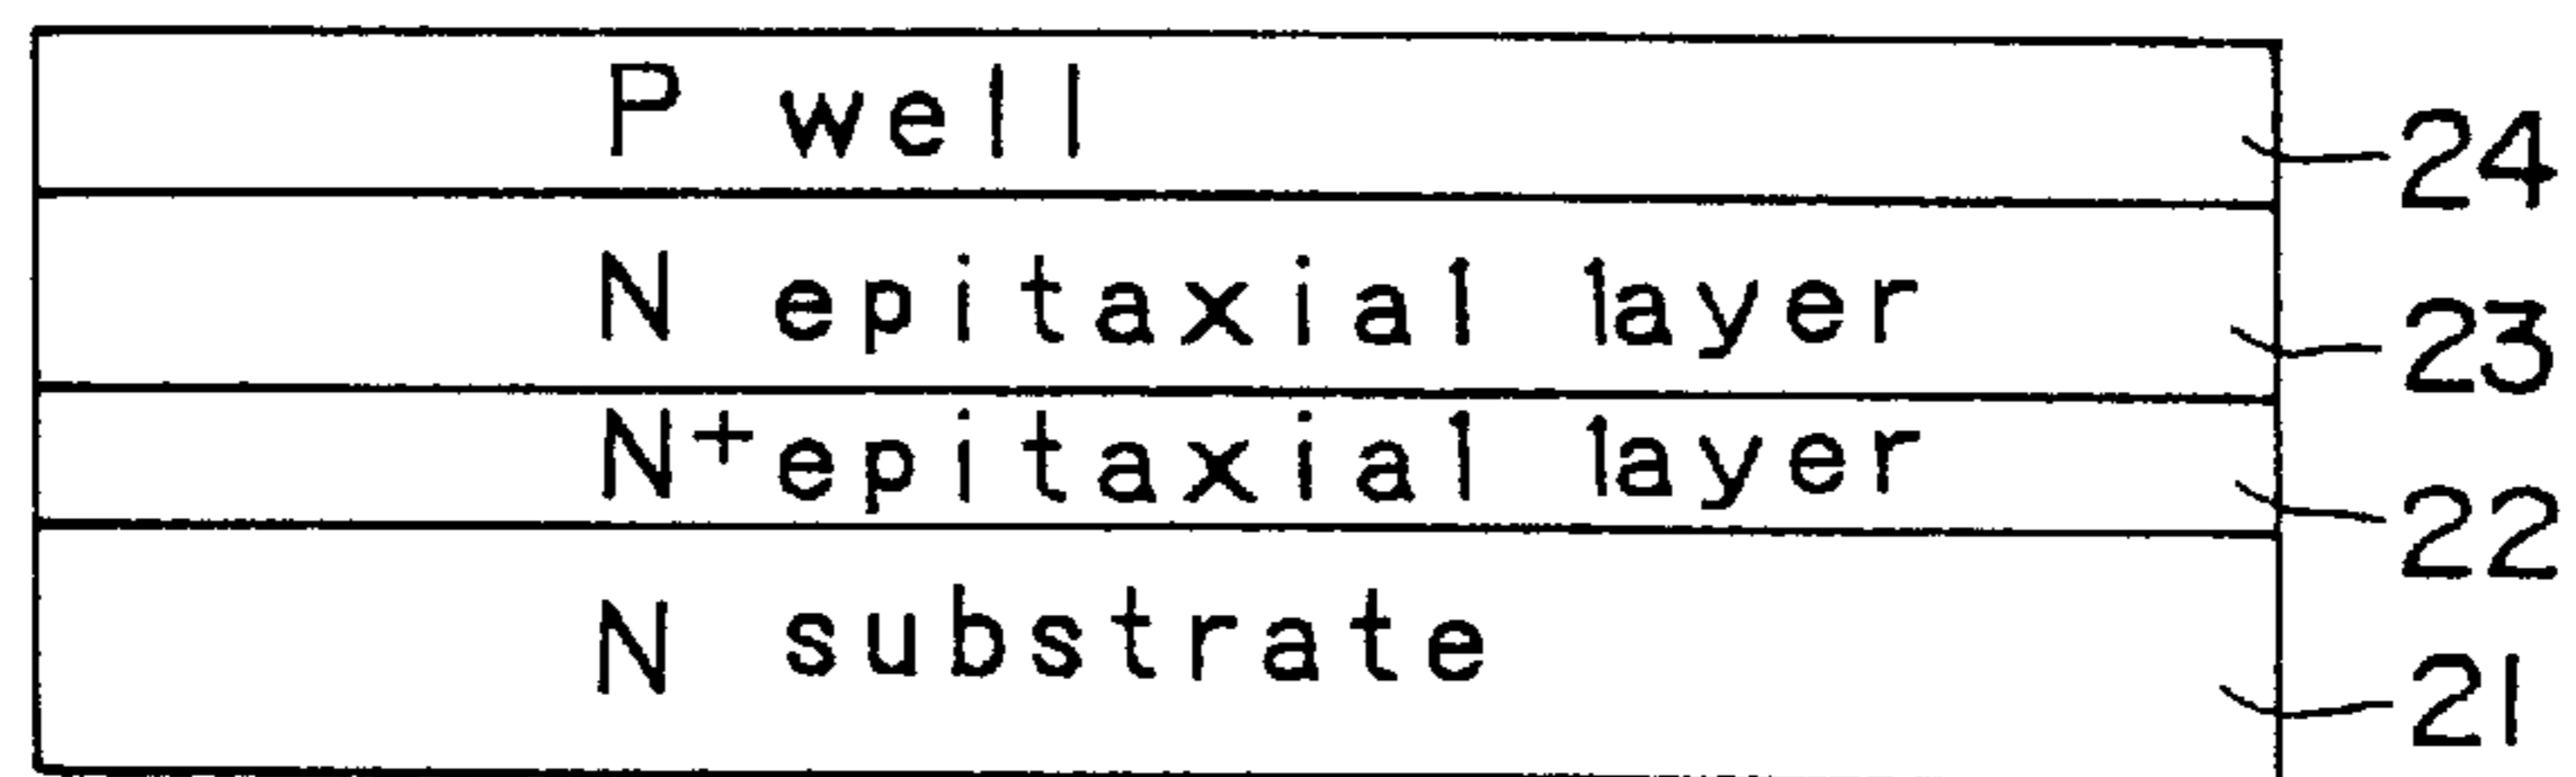 P well
24
N epitaxial layer
23
N⁺epitaxial layer
22
N substrate
21